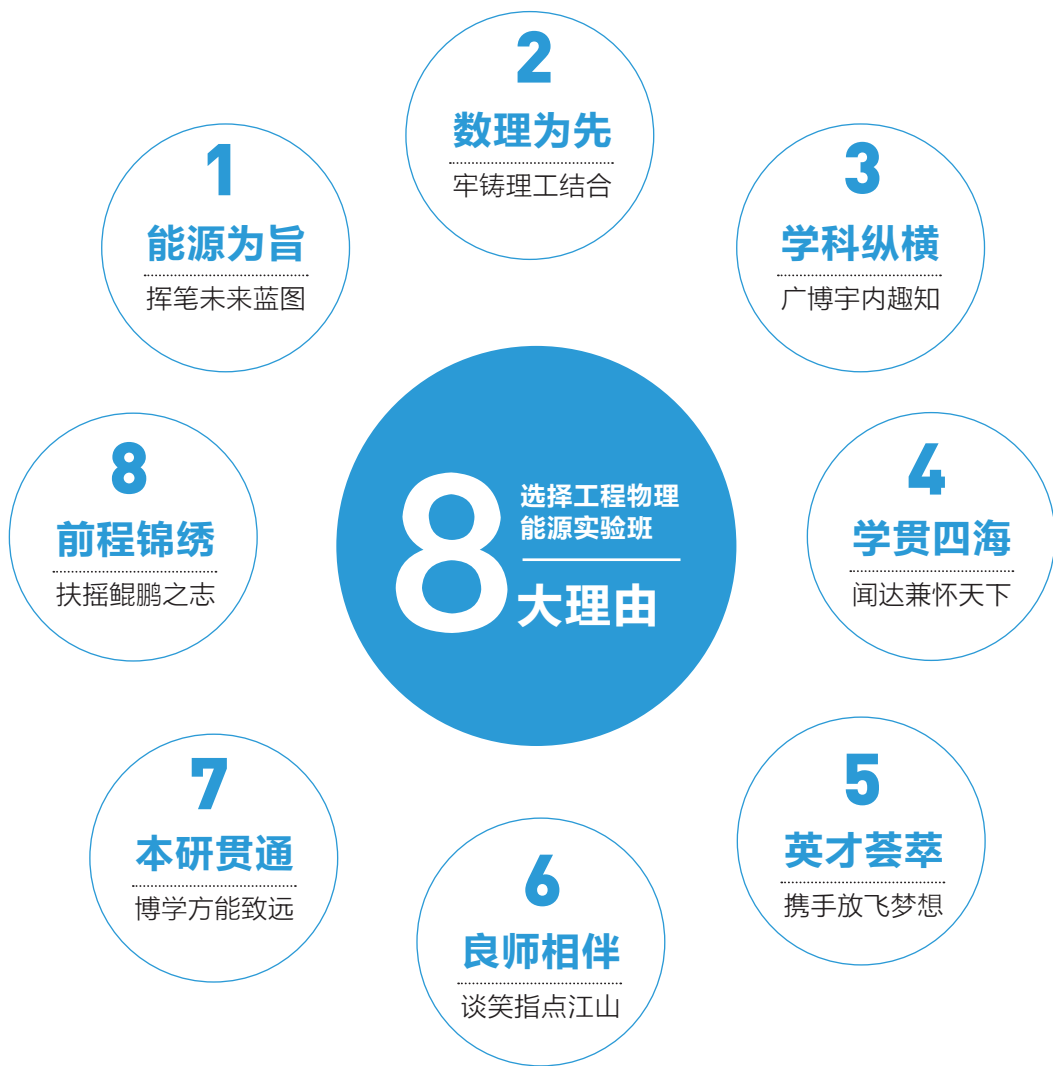 8
选择工程物理
能源实验班
大理由
1
能源为旨
挥笔未来蓝图
2
数理为先
牢铸理工结合
3
学科纵横
广博宇内趣知
4
学贯四海
闻达兼怀天下
5
英才荟萃
携手放飞梦想
6
良师相伴
谈笑指点江山
7
本研贯通
博学方能致远
8
前程锦绣
扶摇鲲鹏之志